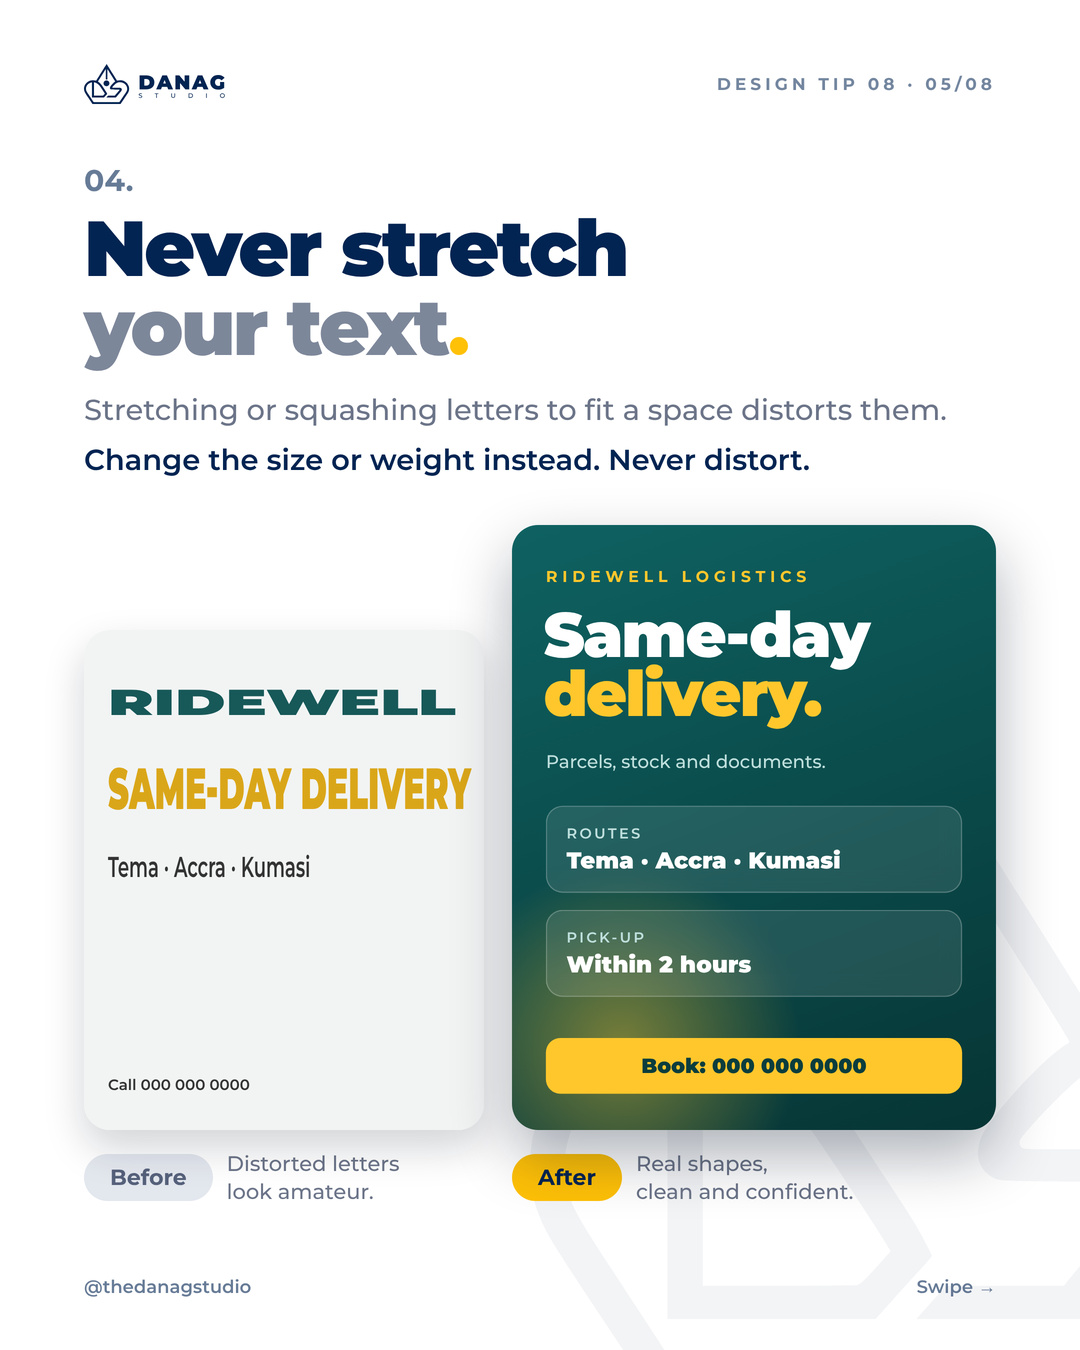 DANAG
STUDIO
DESIGN TIP 08 · 05/08
04.
Never stretch
your text.
Stretching or squashing letters to fit a space distorts them.
Change the size or weight instead. Never distort.
RIDEWELL
SAME-DAY DELIVERY
Tema · Accra · Kumasi
Call 000 000 0000
RIDEWELL LOGISTICS
Same-day
delivery.
Parcels, stock and documents.
ROUTES
Tema · Accra · Kumasi
PICK-UP
Within 2 hours
Book: 000 000 0000
Before
Distorted letters
look amateur.
After
Real shapes,
clean and confident.
@thedanagstudio
Swipe →